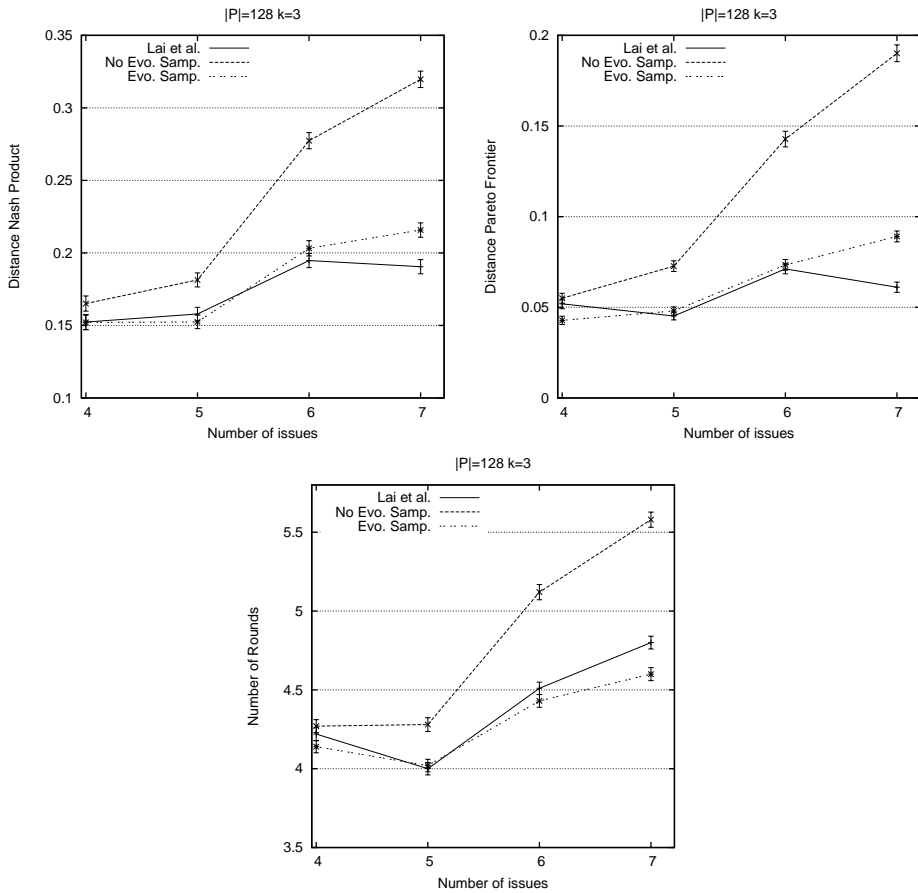 |P|=128 k=3
Lai et al.
No Evo. Samp.
Evo. Samp.
Distance Nash Product
0.35
0.3
0.25
0.2
0.15
0.1
4 5 6 7
Number of issues
|P|=128 k=3
Lai et al.
No Evo. Samp.
Evo. Samp.
Distance Pareto Frontier
0.2
0.15
0.1
0.05
0
4 5 6 7
Number of issues
|P|=128 k=3
Lai et al.
No Evo. Samp.
Evo. Samp.
Number of Rounds
5.5
5
4.5
4
3.5
4 5 6 7
Number of issues